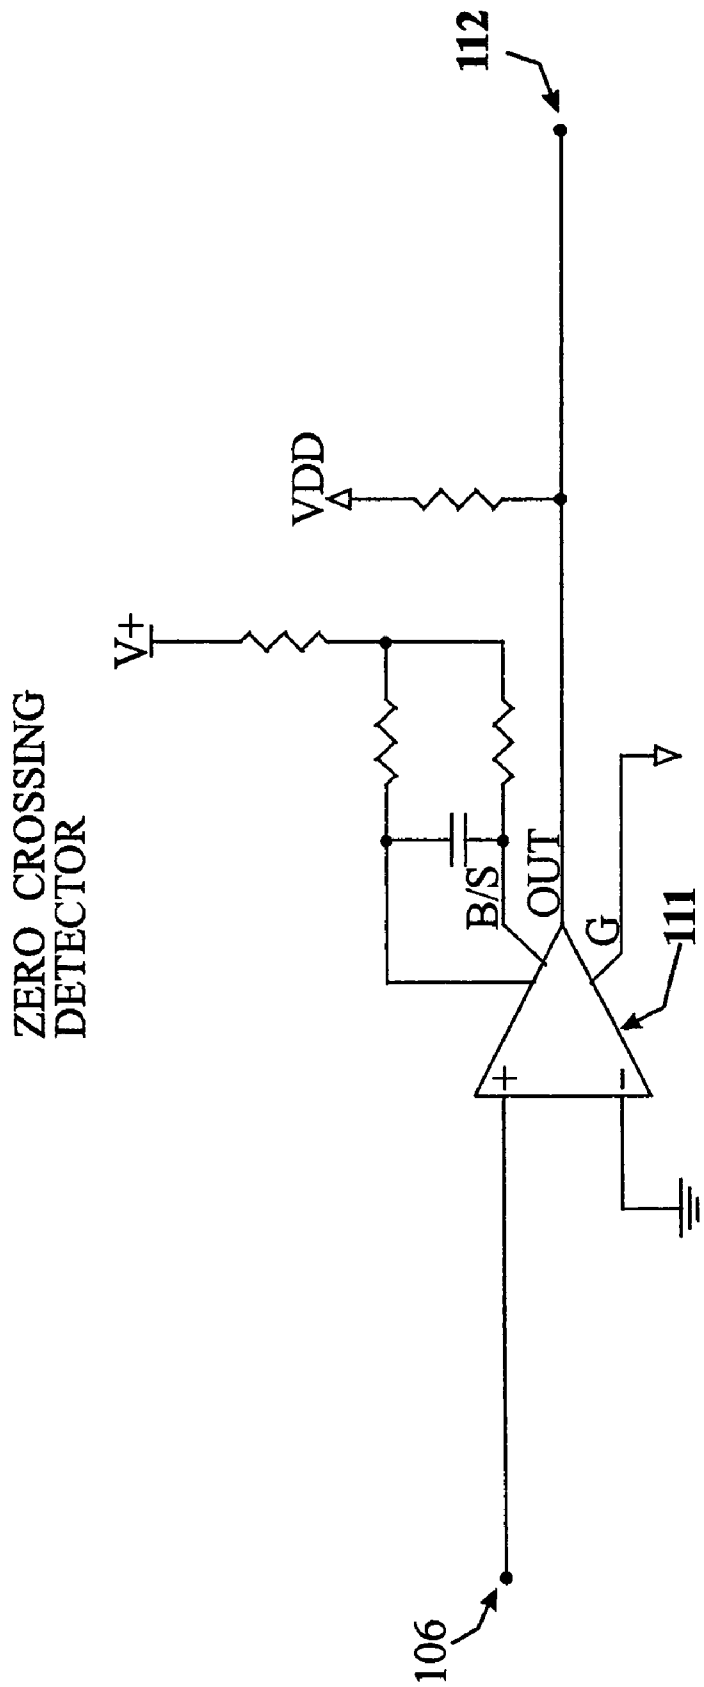 ZERO CROSSING
DETECTOR
V+
VDD
112
B/S
OUT
G
111
+
-
106